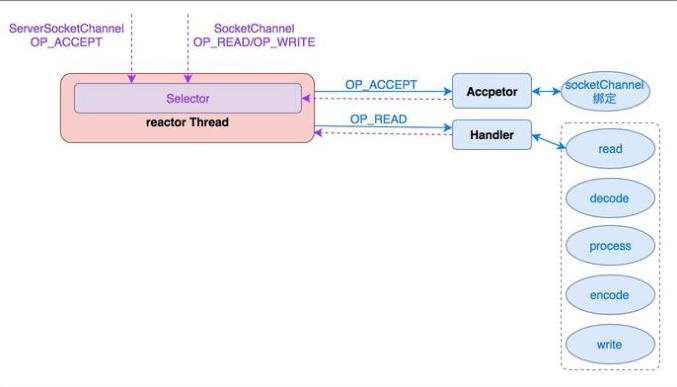 ServerSocketChannel
OP_ACCEPT
SocketChannel
OP_READ/OP_WRITE
Selector
reactor Thread
OP_ACCEPT
Accpetor
socketChannel
绑定
OP_READ
Handler
read
decode
process
encode
write